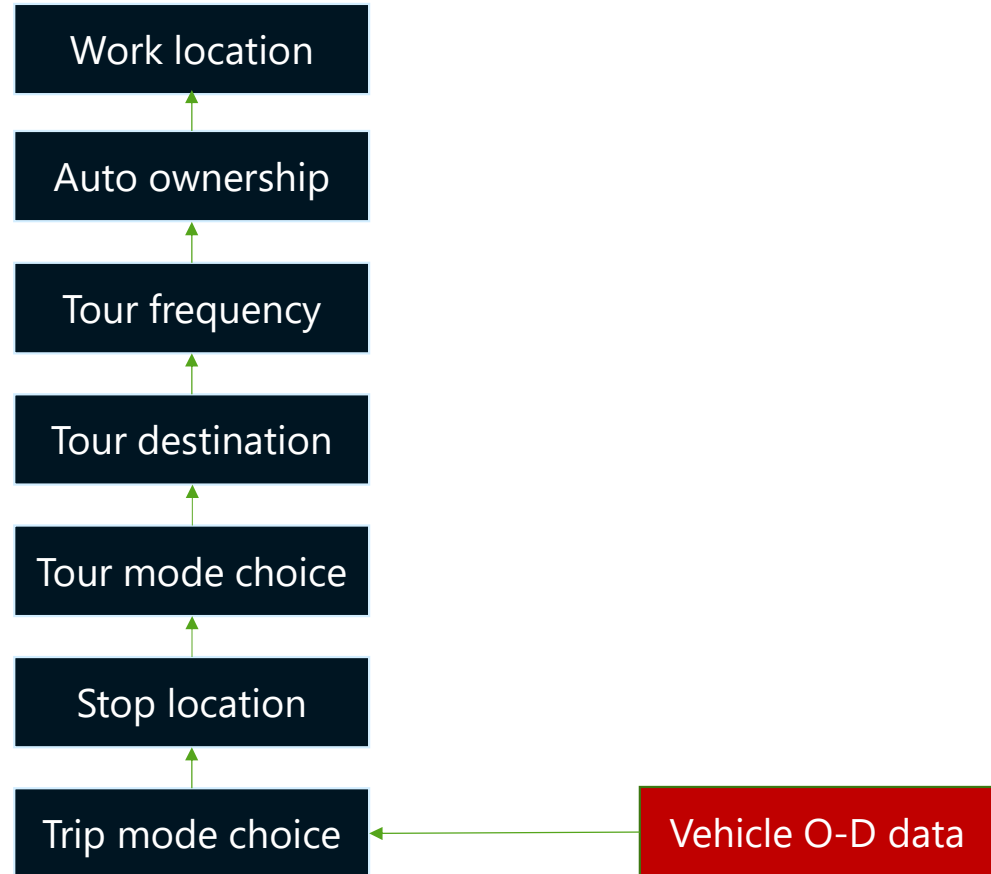 Work location
Auto ownership
Tour frequency
Tour destination
Tour mode choice
Stop location
Trip mode choice
Vehicle O-D data